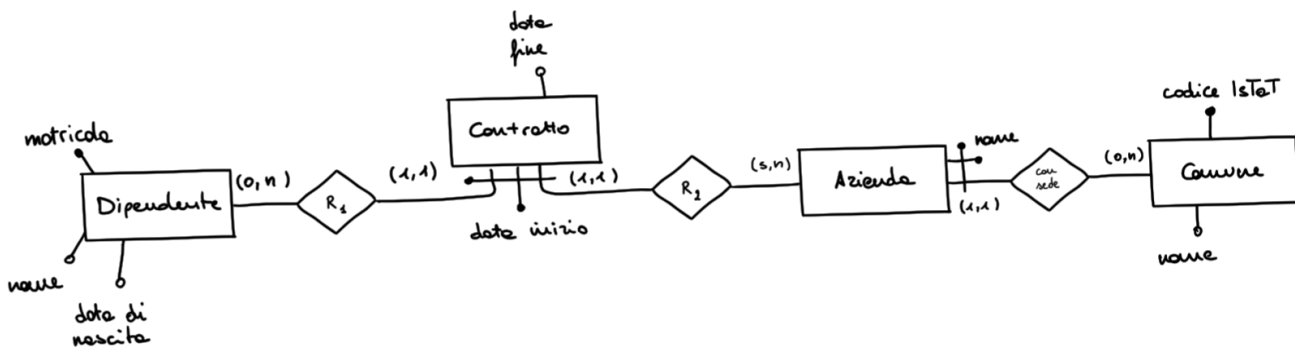 matricola
Dipendente
nome
data di
nascita
(0,n)
R1
(1,1)
data
fine
Contratto
data inizio
(1,1)
R2
(5,n)
Azienda
nome
(1,1)
con
sede
(0,n)
codice ISTAT
Comune
nome